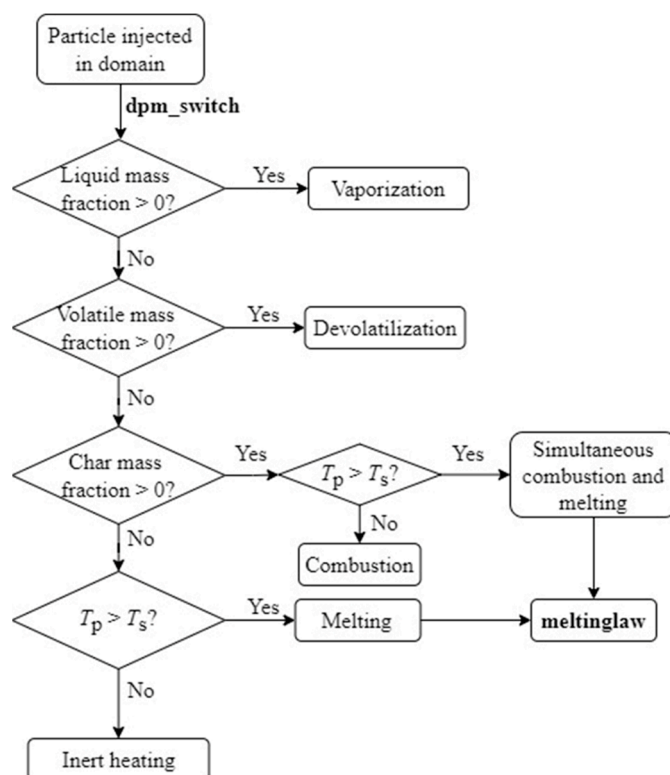 Particle injected
in domain
dpm_switch
Liquid mass
fraction > 0?
Yes
Vaporization
No
Volatile mass
fraction > 0?
Yes
Devolatilization
No
Char mass
fraction > 0?
Yes
Tp > Ts?
Yes
Simultaneous
combustion and
melting
No
Combustion
No
Tp > Ts?
Yes
Melting
meltinglaw
No
Inert heating